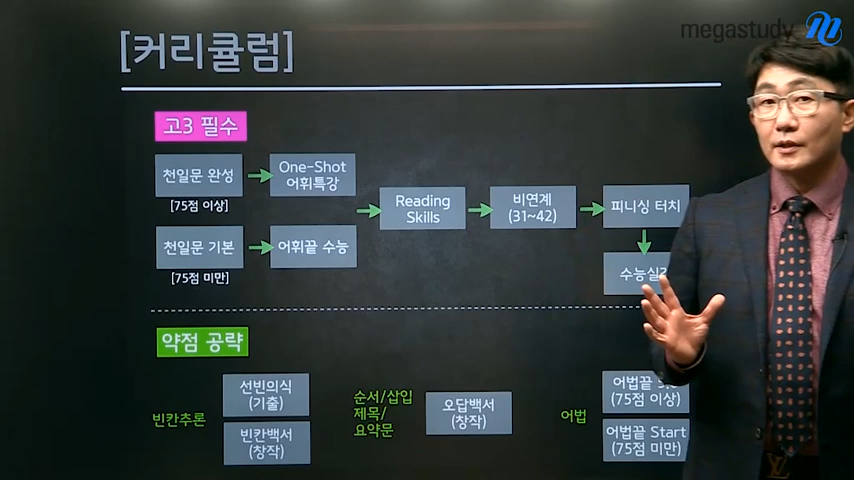 megastudy
[커리큘럼]
고3 필수
천일문 완성
[75점 이상]
One-Shot
어휘특강
천일문 기본
[75점 미만]
어휘끝 수능
Reading
Skills
비연계
(31~42)
피니싱 터치
약점 공략
빈칸추론
선빈의식
(기출)
빈칸백서
(창작)
순서/삽입
제목/
요약문
오답백서
(창작)
어법
어법끝
(75점 이상)
어법끝 Start
(75점 미만)